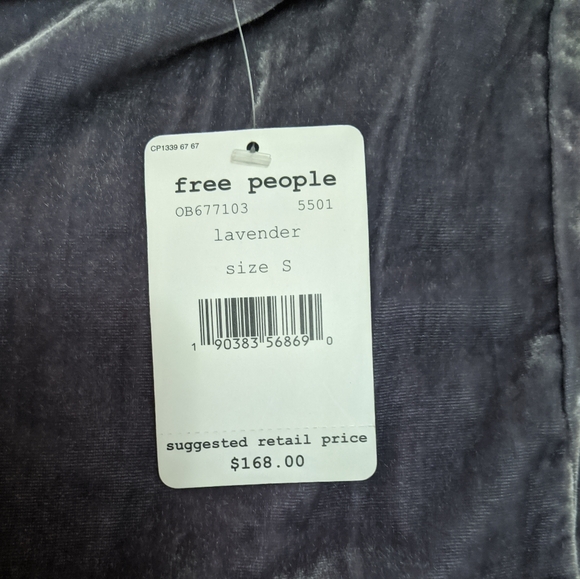 CP1339 67 67
free people
OB677103 5501
lavender
size S
1 90383 56869 0
suggested retail price
$168.00